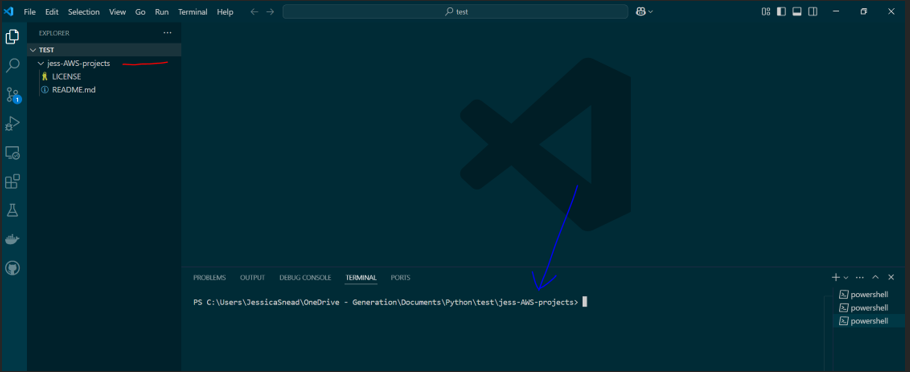 File Edit Selection View Go Run Terminal Help
test
EXPLORER
TEST
jess-AWS-projects
LICENSE
README.md
1
PROBLEMS OUTPUT DEBUG CONSOLE TERMINAL PORTS
PS C:\Users\JessicaSnead\OneDrive - Generation\Documents\Python\test\jess-AWS-projects>
powershell
powershell
powershell